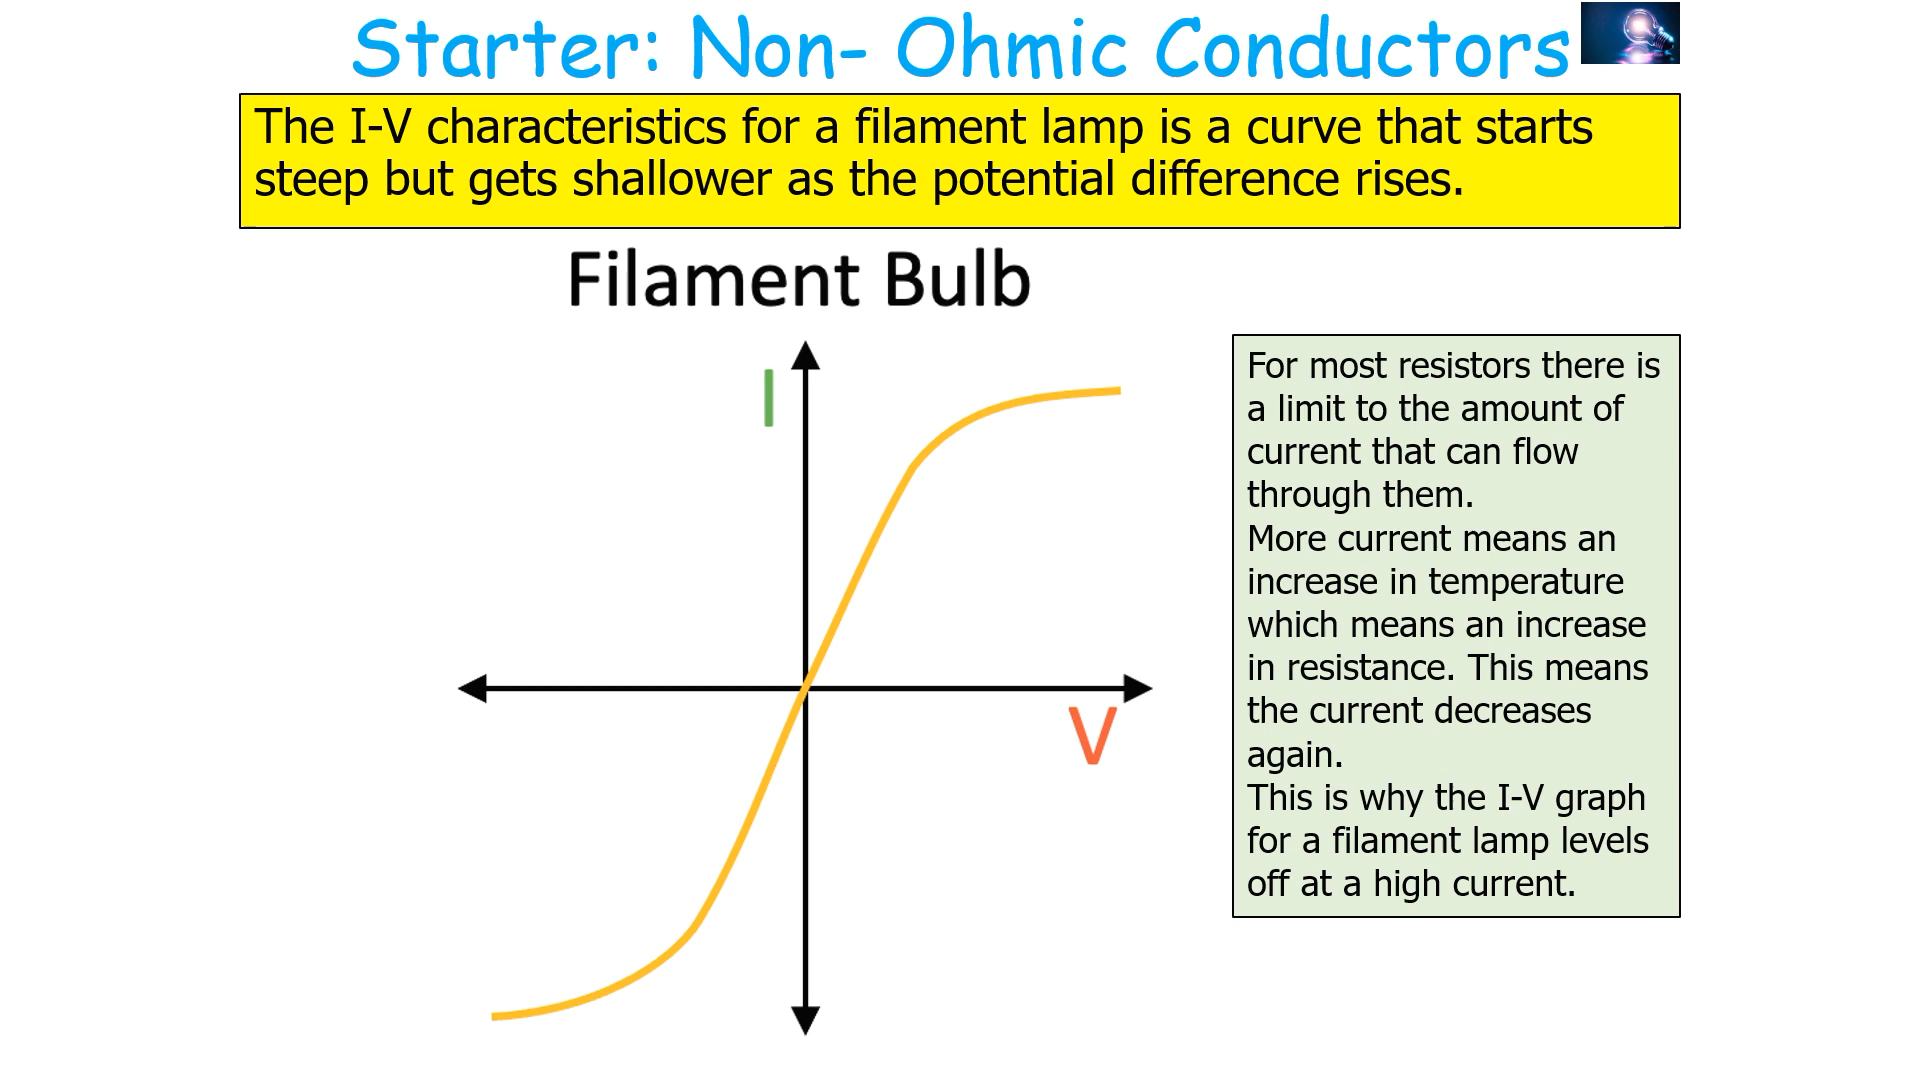 Starter: Non- Ohmic Conductors
The I-V characteristics for a filament lamp is a curve that starts
steep but gets shallower as the potential difference rises.
Filament Bulb
I
V
For most resistors there is
a limit to the amount of
current that can flow
through them.
More current means an
increase in temperature
which means an increase
in resistance. This means
the current decreases
again.
This is why the I-V graph
for a filament lamp levels
off at a high current.